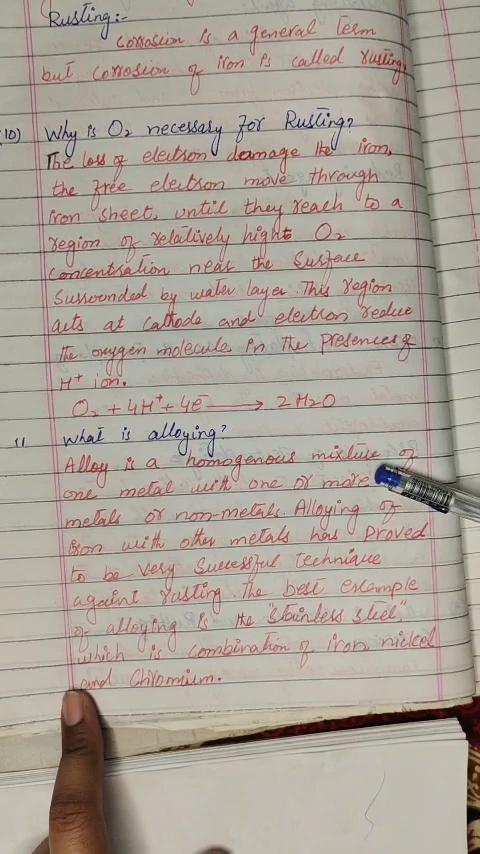 Rusting:-
Corrosion is a general term
but corrosion of iron is called rusting.
10) Why is O₂ necessary for Rusting?
The loss of electron damage the iron,
the free electron move through
iron sheet, until they reach to a
region of relatively hight O₂
concentration near the surface
surrounded by water layer. This region
acts at cathode and electron reduce
the oxygen molecules in the presences of
H⁺ ion.
O₂ + 4H⁺ + 4e⁻ ⟶ 2H₂O
11 What is alloying?
Alloy is a homogenous mixture of
one metal with one or more
metals or non-metals. Alloying of
Iron with other metals has proved
to be very successful technique
againt rusting the best example
of alloying is the "stainless steel",
which is combination of iron, nickel
and Chromium.